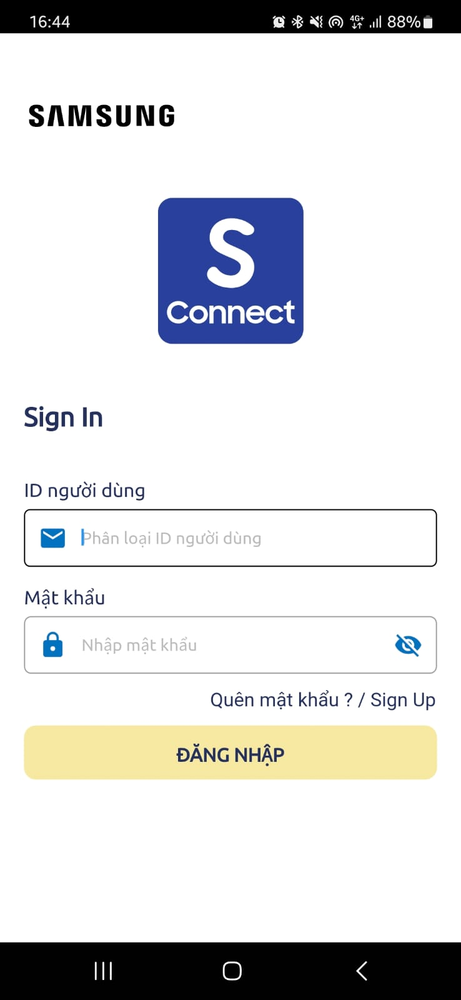 16:44 4G+ 88%
SAMSUNG
S
Connect
Sign In
ID người dùng
Phân loại ID người dùng
Mật khẩu
Nhập mật khẩu
Quên mật khẩu ? / Sign Up
ĐĂNG NHẬP